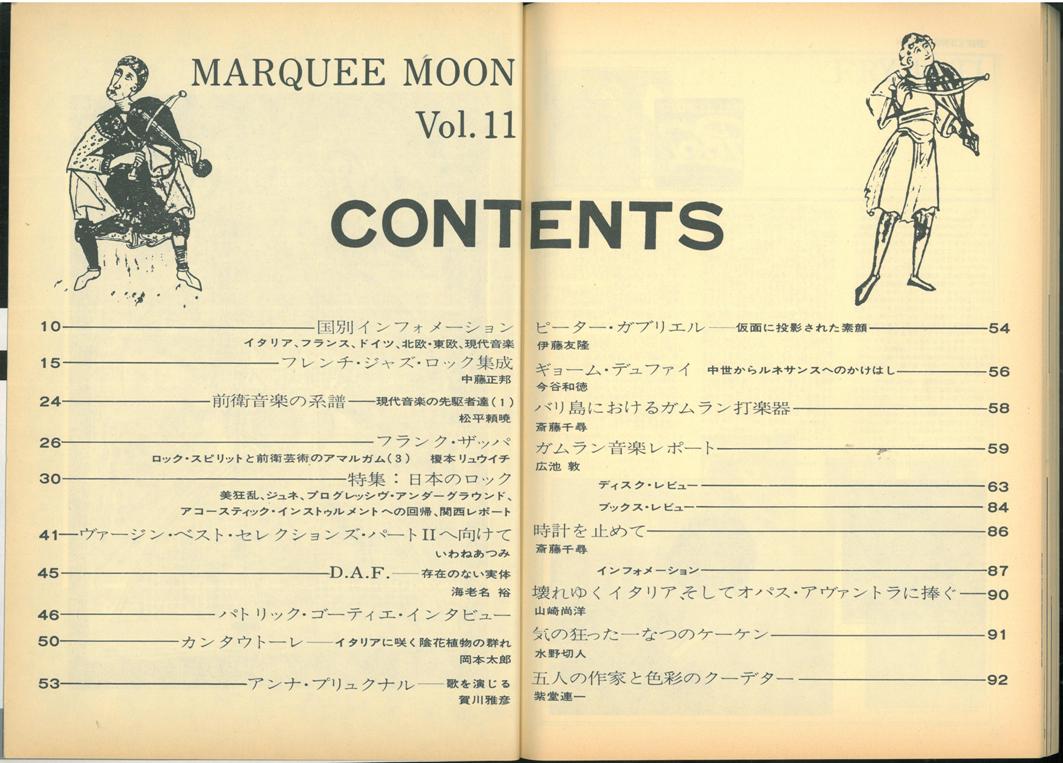 MARQUEE MOON
Vol.11
CONTENTS
10 国別インフォメーション
イタリア、フランス、ドイツ、北欧・東欧、現代音楽
15 フレンチ・ジャズ・ロック集成
中藤正邦
24 前衛音楽の系譜 現代音楽の先駆者達(1)
松平頼暁
26 フランク・ザッパ
ロック・スピリットと前衛芸術のアマルガム(3) 榎本リュウイチ
30 特集：日本のロック
美狂乱、ジュネ、プログレッシヴ・アンダーグラウンド、
アコースティック・インストゥルメントへの回帰、関西レポート
41 ヴァージン・ベスト・セレクションズ・パートIIへ向けて
いわねあつみ
45 D.A.F. 存在のない実体
海老名 裕
46 パトリック・ゴーティエ・インタビュー
50 カンタウトーレ イタリアに咲く陰花植物の群れ
岡本太郎
53 アンナ・プリュクナル 歌を演じる
賀川雅彦
ピーター・ガブリエル 仮面に投影された素顔 54
伊藤友隆
ギョーム・デュファイ 中世からルネサンスへのかけはし 56
今谷和徳
バリ島におけるガムラン打楽器 58
斎藤千尋
ガムラン音楽レポート 59
広池 敦
ディスク・レビュー 63
ブックス・レビュー 84
時計を止めて 86
斎藤千尋
インフォメーション 87
壊れゆくイタリア、そしてオパス・アヴァントラに捧ぐ 90
山崎尚洋
気の狂った一なつのケーケン 91
水野切人
五人の作家と色彩のクーデター 92
紫堂連一